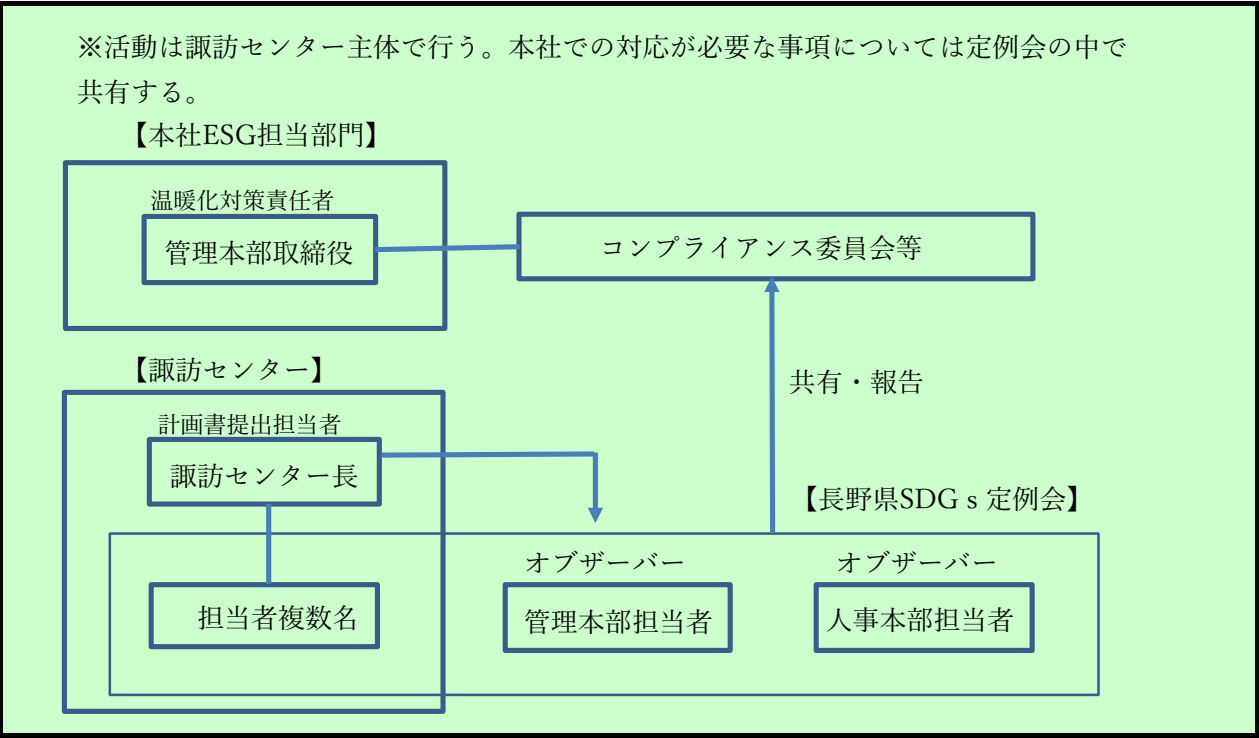 ※活動は諏訪センター主体で行う。本社での対応が必要な事項については定例会の中で
共有する。
【本社ESG担当部門】
温暖化対策責任者
管理本部取締役
コンプライアンス委員会等
【諏訪センター】
共有・報告
計画書提出担当者
諏訪センター長
【長野県SDGｓ定例会】
オブザーバー
オブザーバー
担当者複数名
管理本部担当者
人事本部担当者